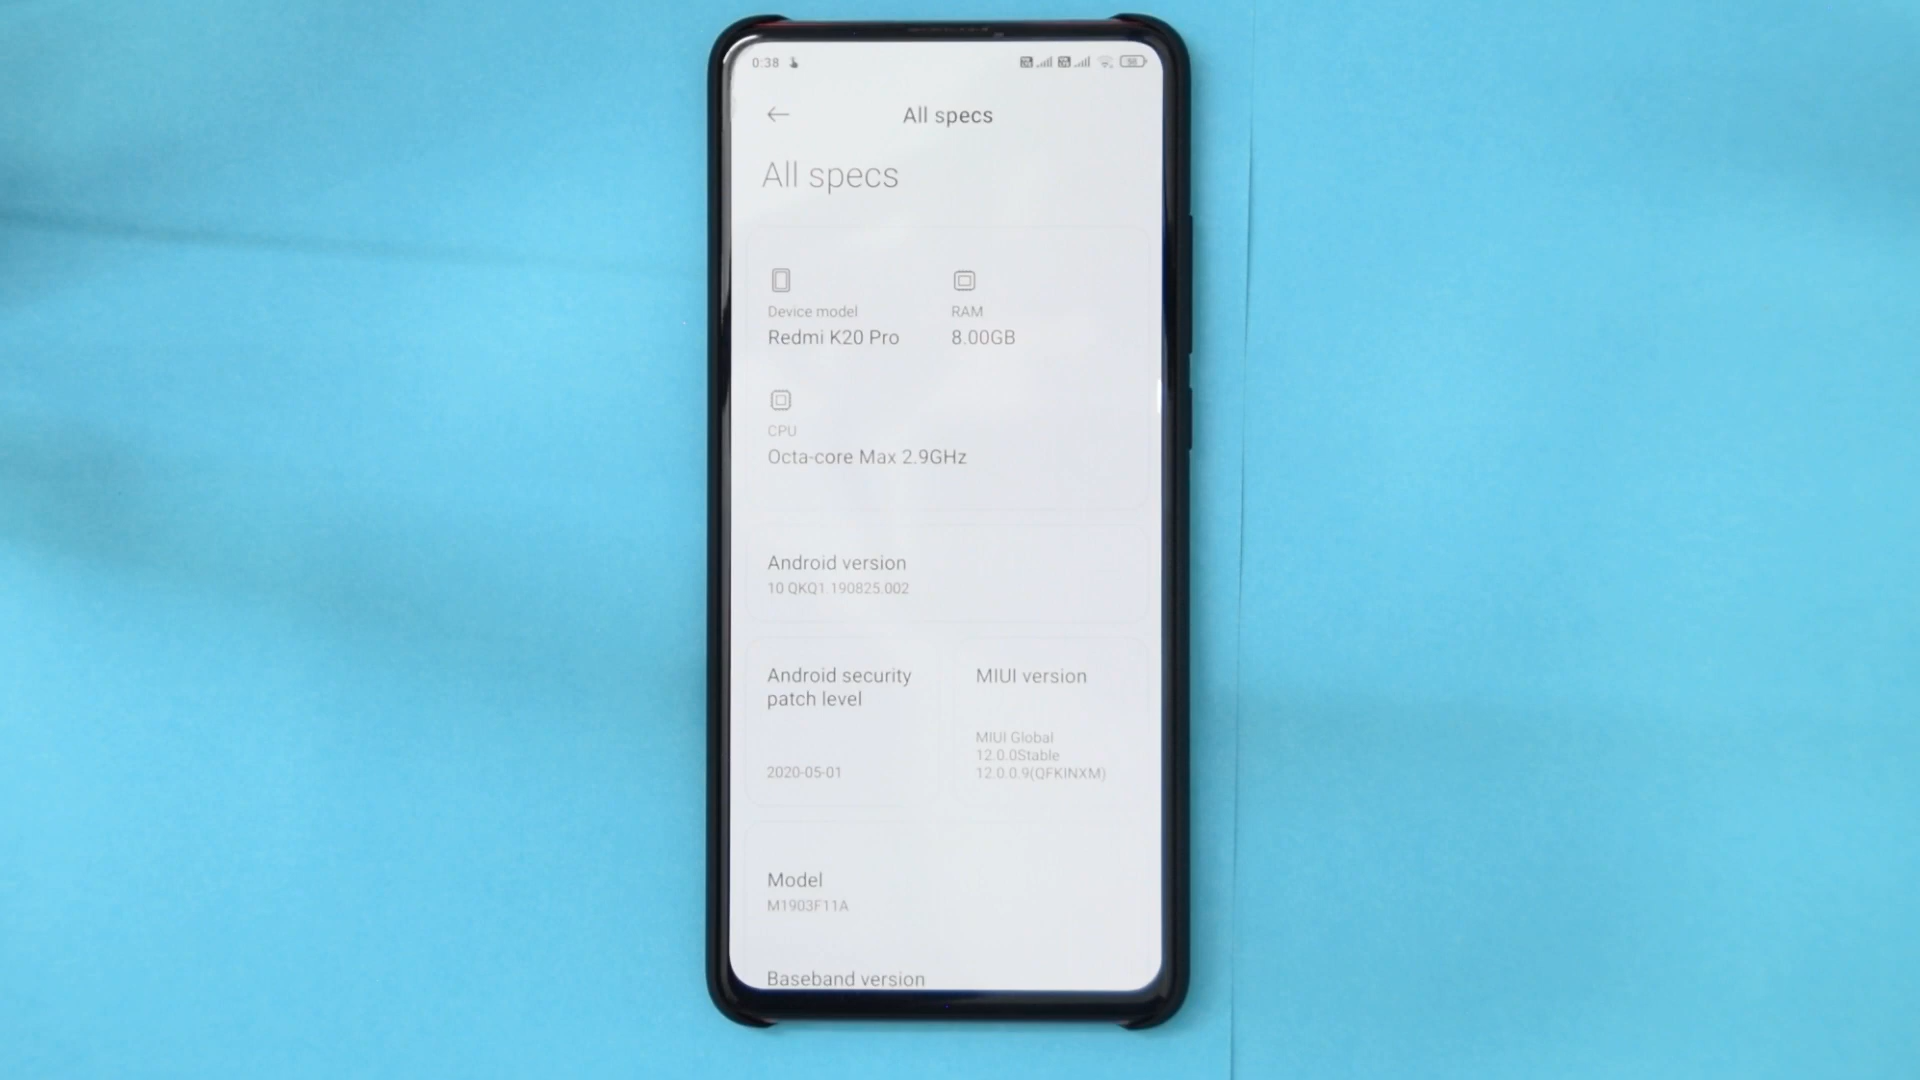 0:38
All specs
All specs
Device model
Redmi K20 Pro
RAM
8.00GB
CPU
Octa-core Max 2.9GHz
Android version
10 QKQ1.190825.002
Android security
patch level
2020-05-01
MIUI version
MIUI Global
12.0.0Stable
12.0.0.9(QFKINXM)
Model
M1903F11A
Baseband version